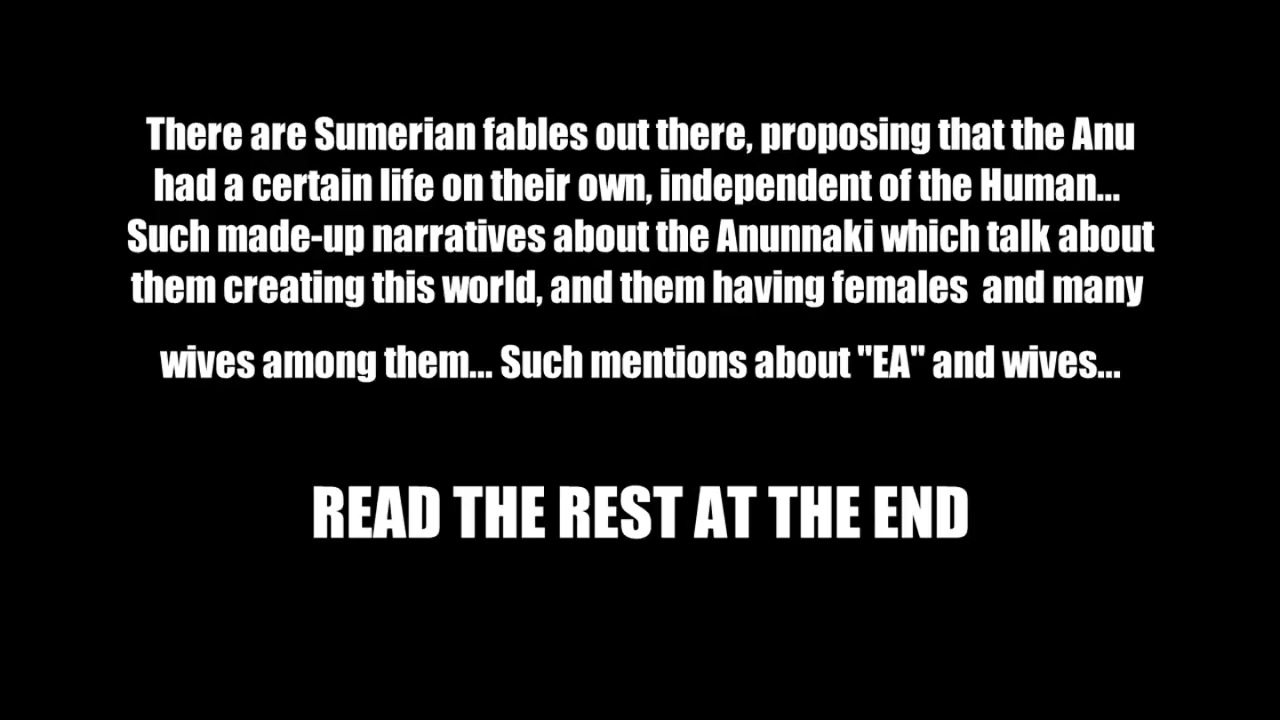 There are Sumerian fables out there, proposing that the Anu
had a certain life on their own, independent of the Human...
Such made-up narratives about the Anunnaki which talk about
them creating this world, and them having females  and many
wives among them... Such mentions about "EA" and wives...
READ THE REST AT THE END